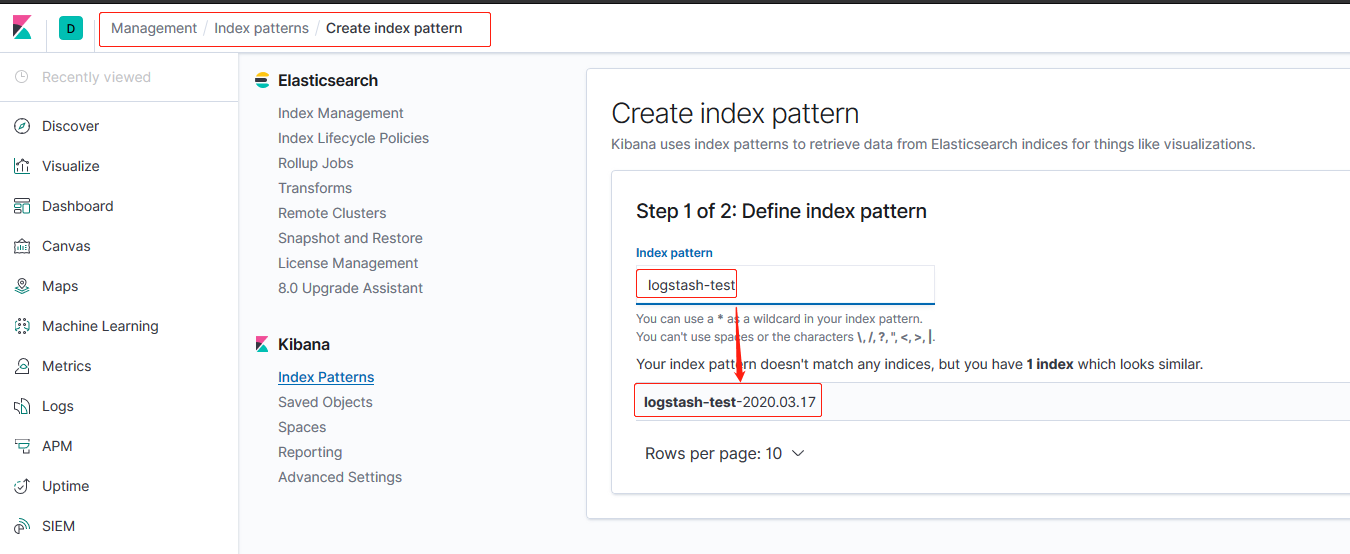 D
Management / Index patterns / Create index pattern
Recently viewed
Discover
Visualize
Dashboard
Canvas
Maps
Machine Learning
Metrics
Logs
APM
Uptime
SIEM
Elasticsearch
Index Management
Index Lifecycle Policies
Rollup Jobs
Transforms
Remote Clusters
Snapshot and Restore
License Management
8.0 Upgrade Assistant
Kibana
Index Patterns
Saved Objects
Spaces
Reporting
Advanced Settings
Create index pattern
Kibana uses index patterns to retrieve data from Elasticsearch indices for things like visualizations.
Step 1 of 2: Define index pattern
Index pattern
logstash-test
You can use a * as a wildcard in your index pattern.
You can't use spaces or the characters \, /, ?, ", <, >, |.
Your index pattern doesn't match any indices, but you have 1 index which looks similar.
logstash-test-2020.03.17
Rows per page: 10